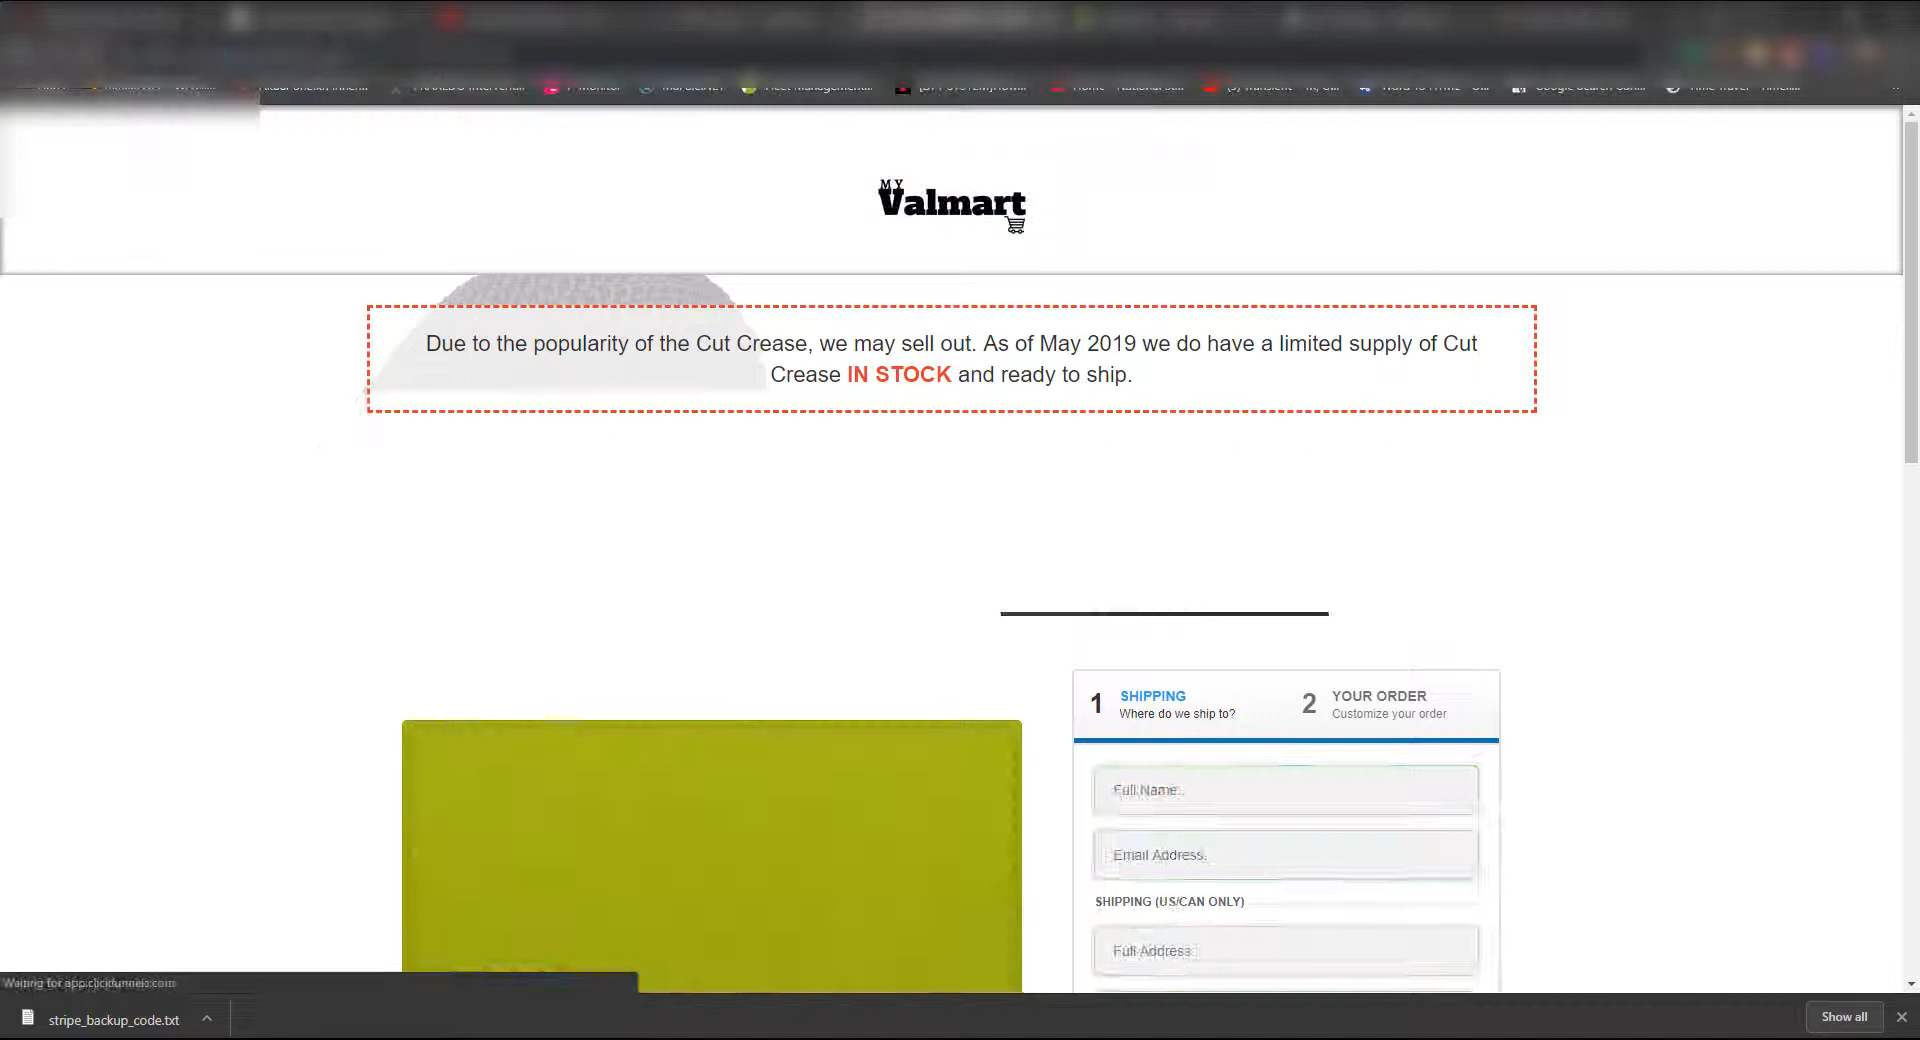 MY
Valmart
Due to the popularity of the Cut Crease, we may sell out. As of May 2019 we do have a limited supply of Cut
Crease IN STOCK and ready to ship.
1 SHIPPING
Where do we ship to?
2 YOUR ORDER
Customize your order
Full Name..
Email Address.
SHIPPING (US/CAN ONLY)
Full Address
Waiting for app.clickfunnels.com
stripe_backup_code.txt
Show all